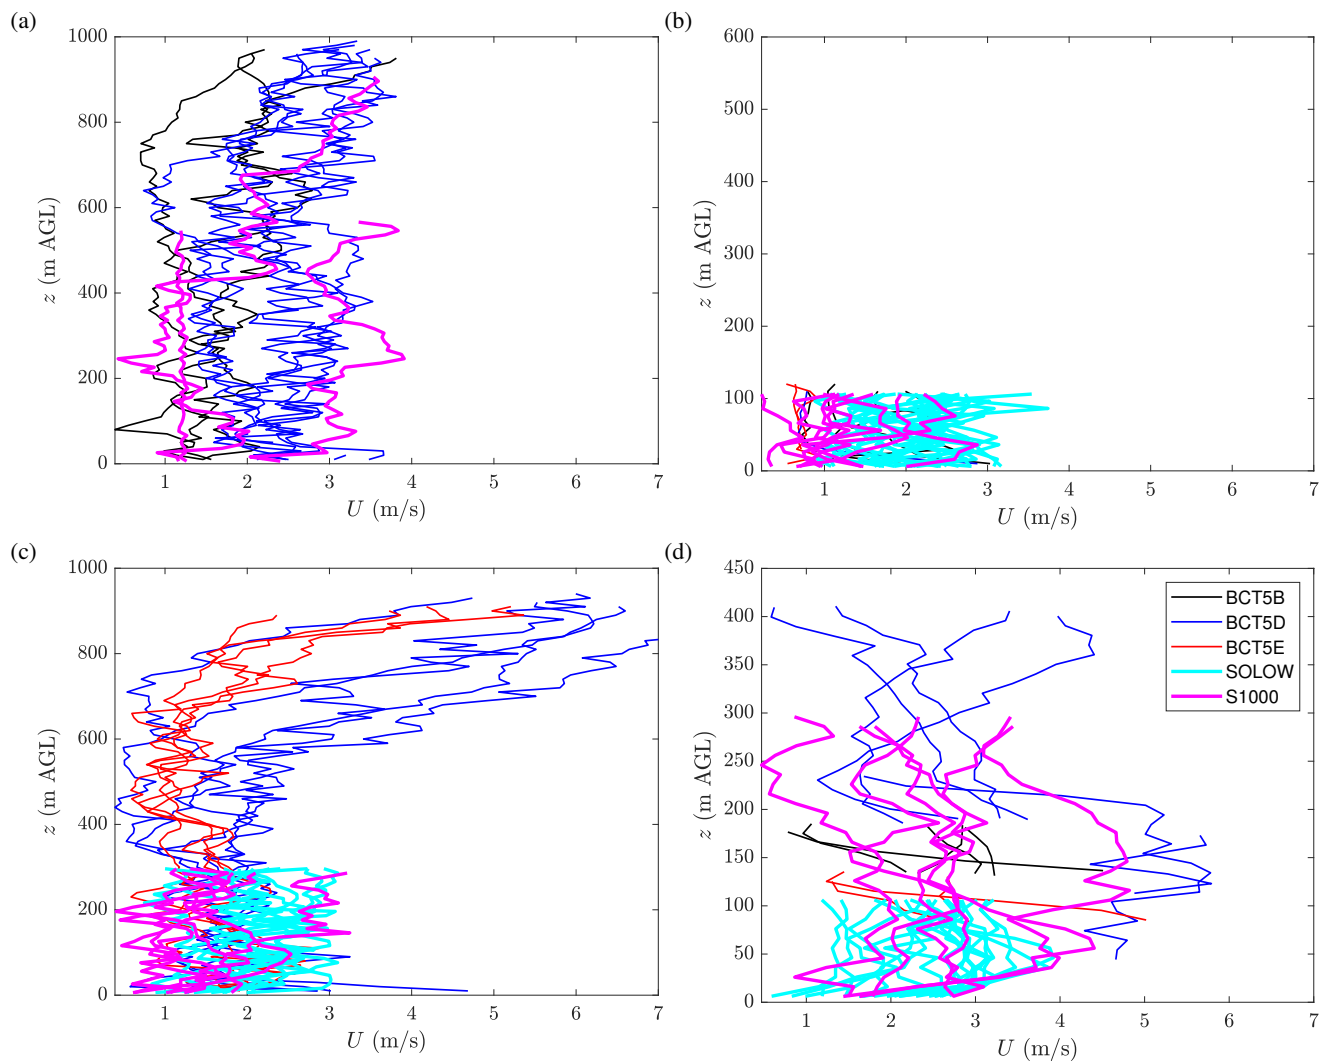 (a)
1000
800
600
400
200
0
z (m AGL)
1 2 3 4 5 6 7
U (m/s)
(b)
600
500
400
300
200
100
0
z (m AGL)
1 2 3 4 5 6 7
U (m/s)
(c)
1000
800
600
400
200
0
z (m AGL)
1 2 3 4 5 6 7
U (m/s)
(d)
450
400
350
300
250
200
150
100
50
0
z (m AGL)
1 2 3 4 5 6 7
U (m/s)
BCT5B
BCT5D
BCT5E
SOLOW
S1000